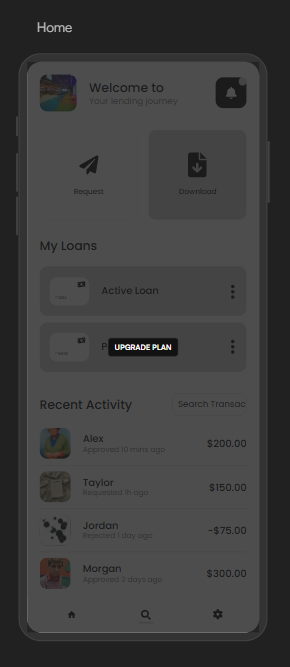 Home
Welcome to
Your lending journey
Request
Download
My Loans
Active Loan
UPGRADE PLAN
Recent Activity
Search Transac
Alex
Approved 10 mins ago
$200.00
Taylor
Requested 1h ago
$150.00
Jordan
Rejected 1 day ago
-$75.00
Morgan
Approved 2 days ago
$300.00